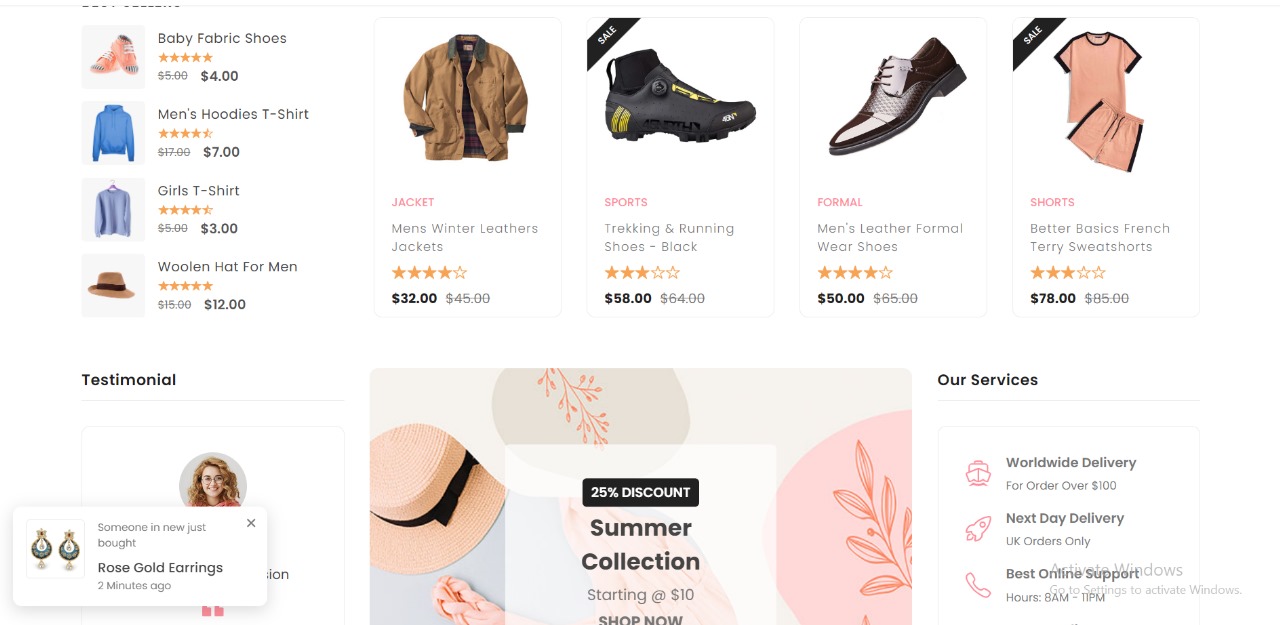 BEST SELLERS
Baby Fabric Shoes
$5.00 $4.00
Men's Hoodies T-Shirt
$17.00 $7.00
Girls T-Shirt
$5.00 $3.00
Woolen Hat For Men
$15.00 $12.00
JACKET
Mens Winter Leathers
Jackets
$32.00 $45.00
SALE
SPORTS
Trekking & Running
Shoes - Black
$58.00 $64.00
FORMAL
Men's Leather Formal
Wear Shoes
$50.00 $65.00
SALE
SHORTS
Better Basics French
Terry Sweatshorts
$78.00 $85.00
Testimonial
Someone in new just
bought
Rose Gold Earrings
2 Minutes ago
25% DISCOUNT
Summer
Collection
Starting @ $10
SHOP NOW
Our Services
Worldwide Delivery
For Order Over $100
Next Day Delivery
UK Orders Only
Best Online Support
Hours: 8AM - 11PM
Activate Windows
Go to Settings to activate Windows.